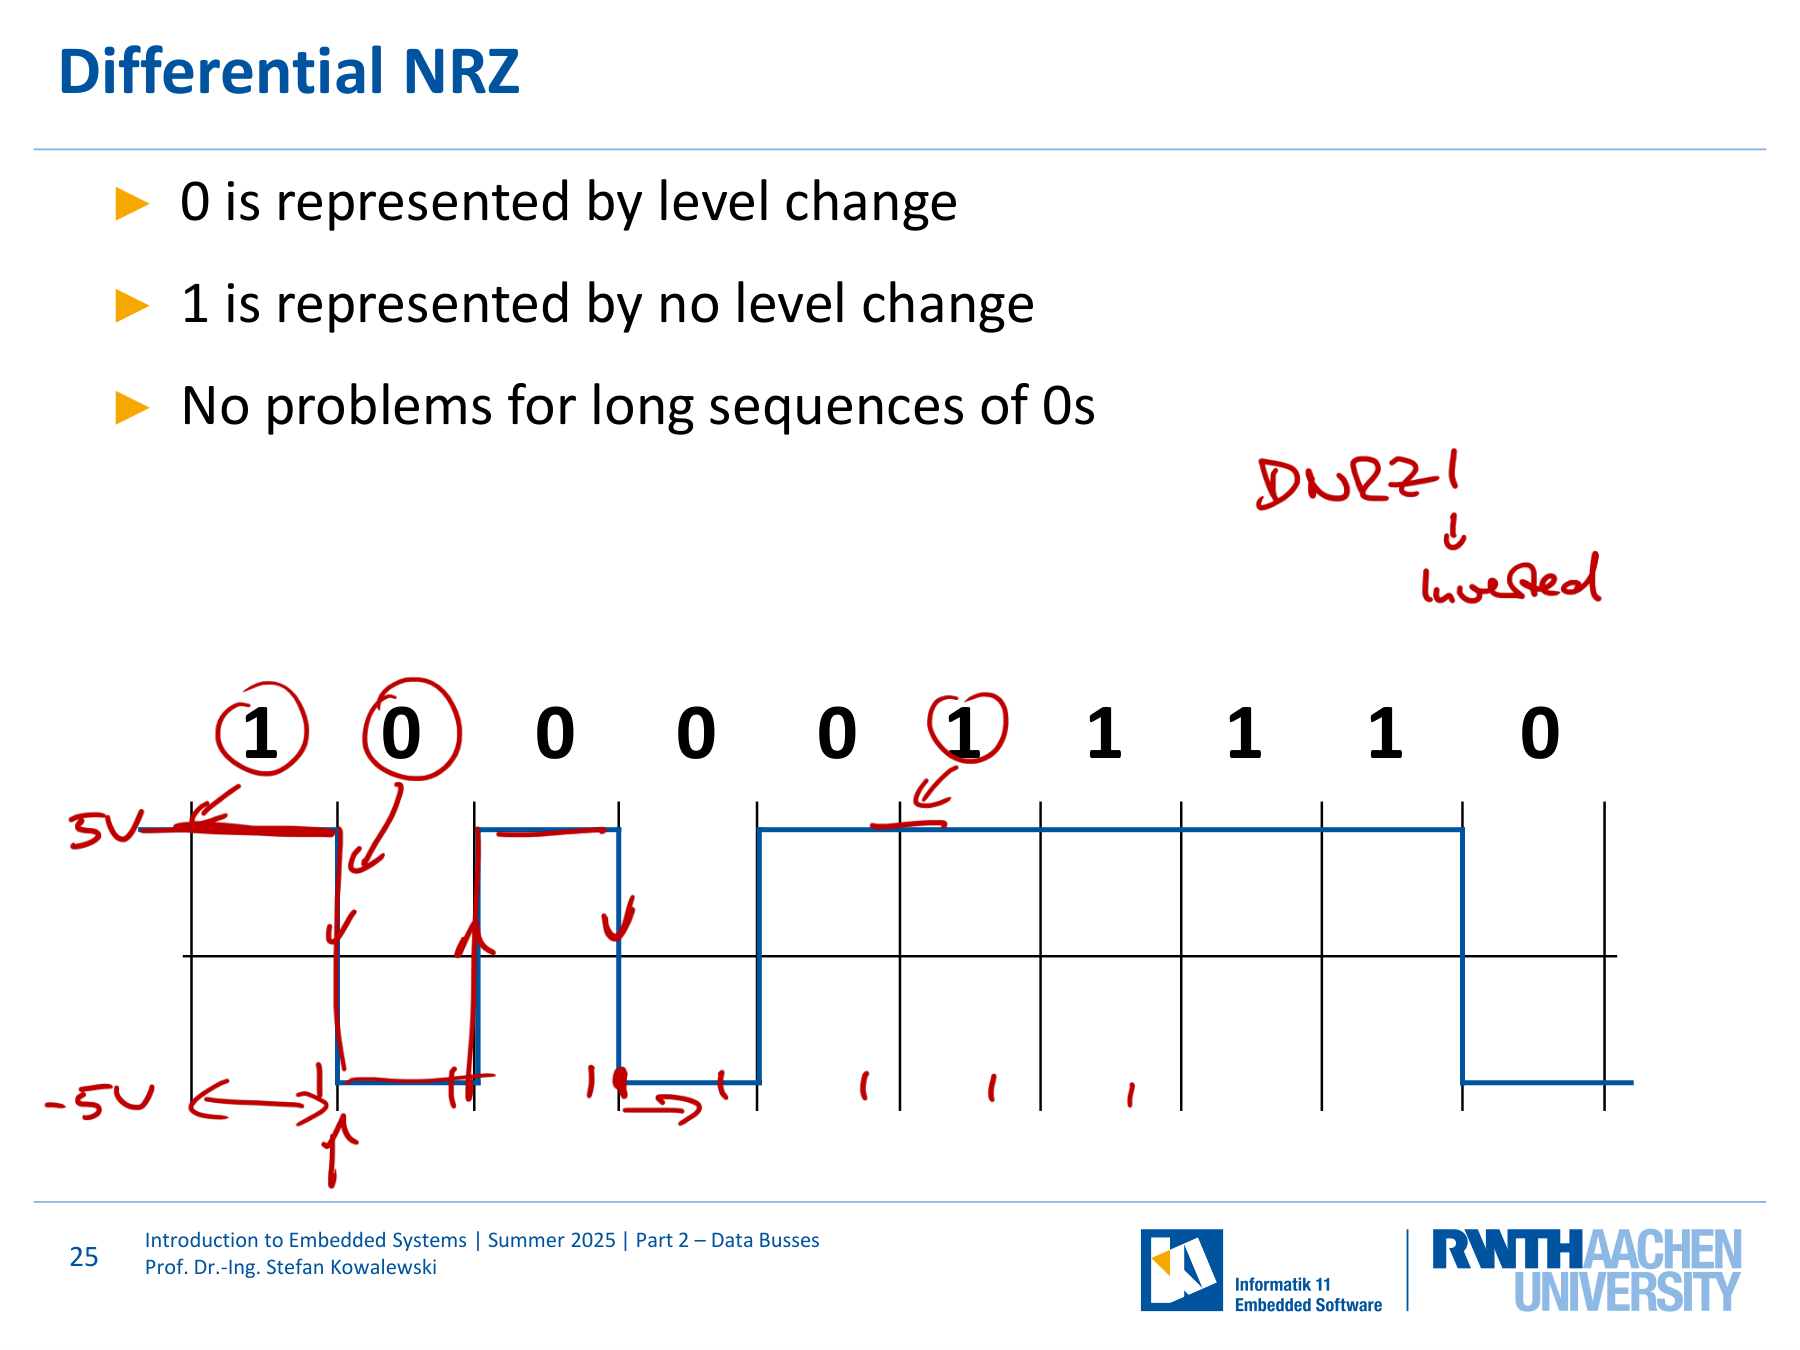 Differential NRZ
► 0 is represented by level change
► 1 is represented by no level change
► No problems for long sequences of 0s
DNRZI
Inverted
1 0 0 0 0 1 1 1 1 0
5V
-5V
25
Introduction to Embedded Systems | Summer 2025 | Part 2 – Data Busses
Prof. Dr.-Ing. Stefan Kowalewski
Informatik 11
Embedded Software
RWTHAACHEN
UNIVERSITY